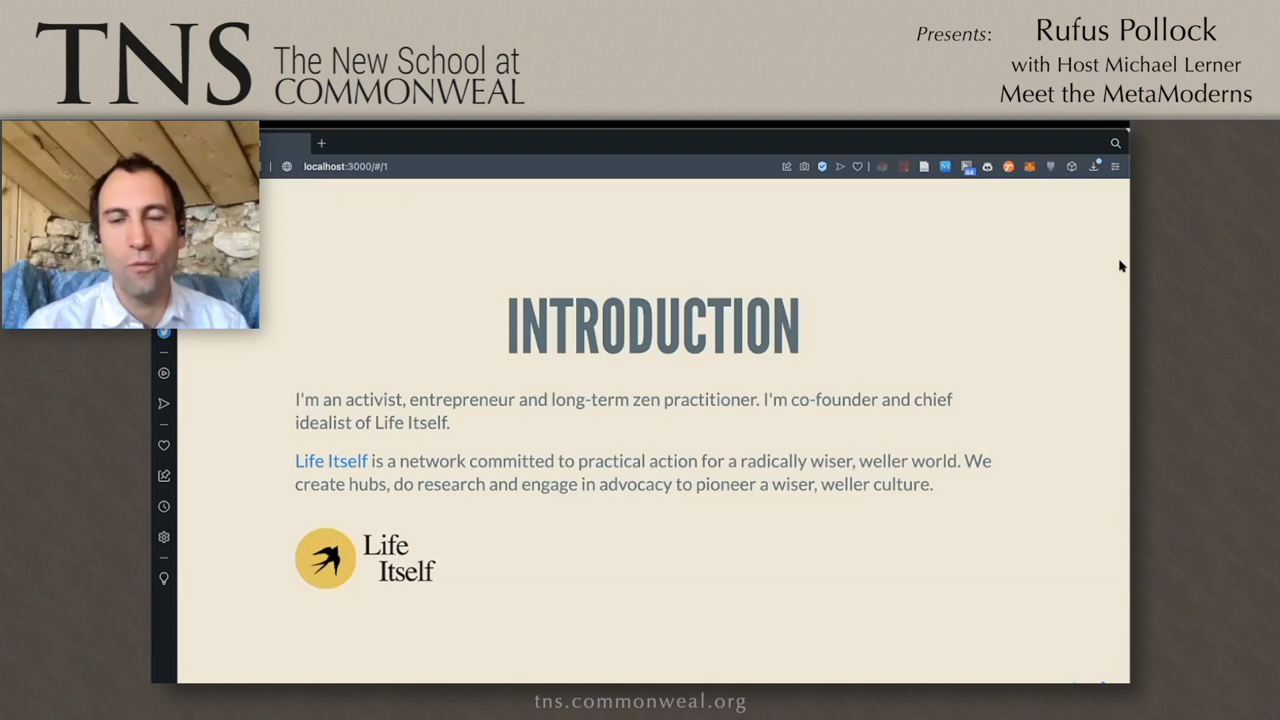 TNS
The New School at
COMMONWEAL
Presents: Rufus Pollock
with Host Michael Lerner
Meet the MetaModerns
localhost:3000/#/1
64
INTRODUCTION
I'm an activist, entrepreneur and long-term zen practitioner. I'm co-founder and chief
idealist of Life Itself.
Life Itself is a network committed to practical action for a radically wiser, weller world. We
create hubs, do research and engage in advocacy to pioneer a wiser, weller culture.
Life
Itself
tns.commonweal.org